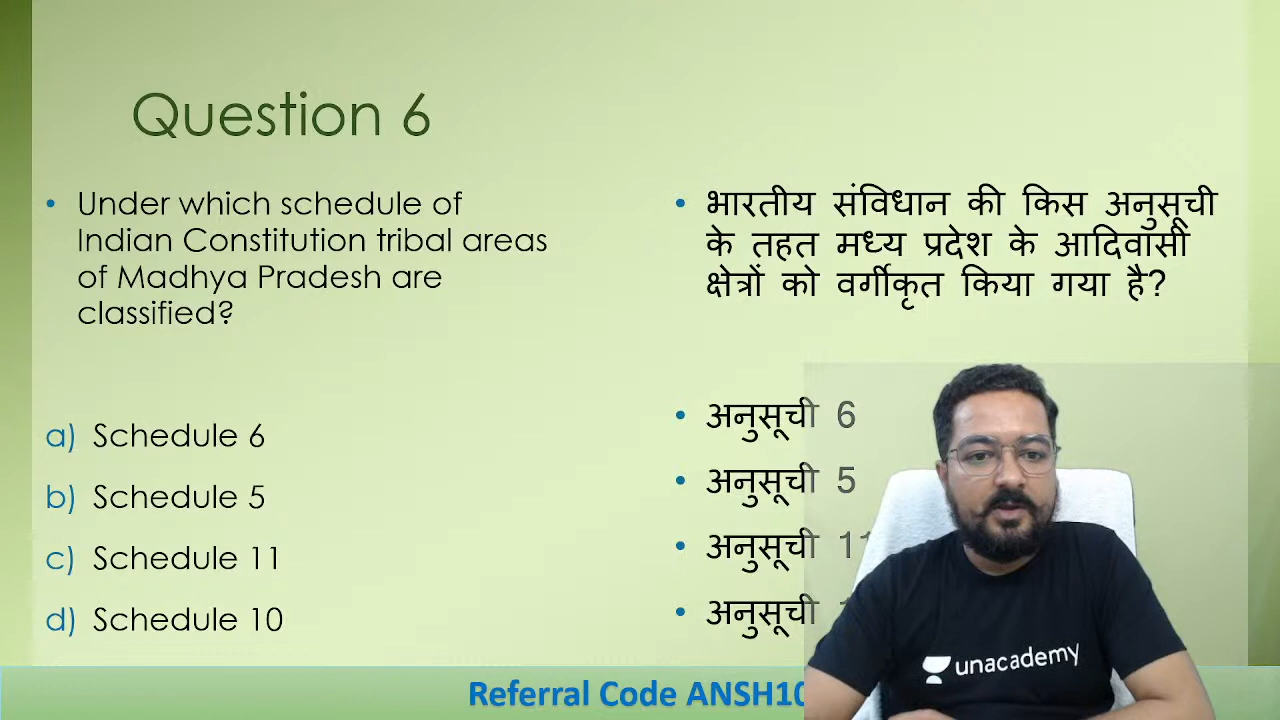 Question 6
• Under which schedule of
Indian Constitution tribal areas
of Madhya Pradesh are
classified?
a) Schedule 6
b) Schedule 5
c) Schedule 11
d) Schedule 10
• भारतीय संविधान की किस अनुसूची
के तहत मध्य प्रदेश के आदिवासी
क्षेत्रों को वर्गीकृत किया गया है?
• अनुसूची 6
• अनुसूची 5
• अनुसूची 11
• अनुसूची
unacademy
Referral Code ANSH10